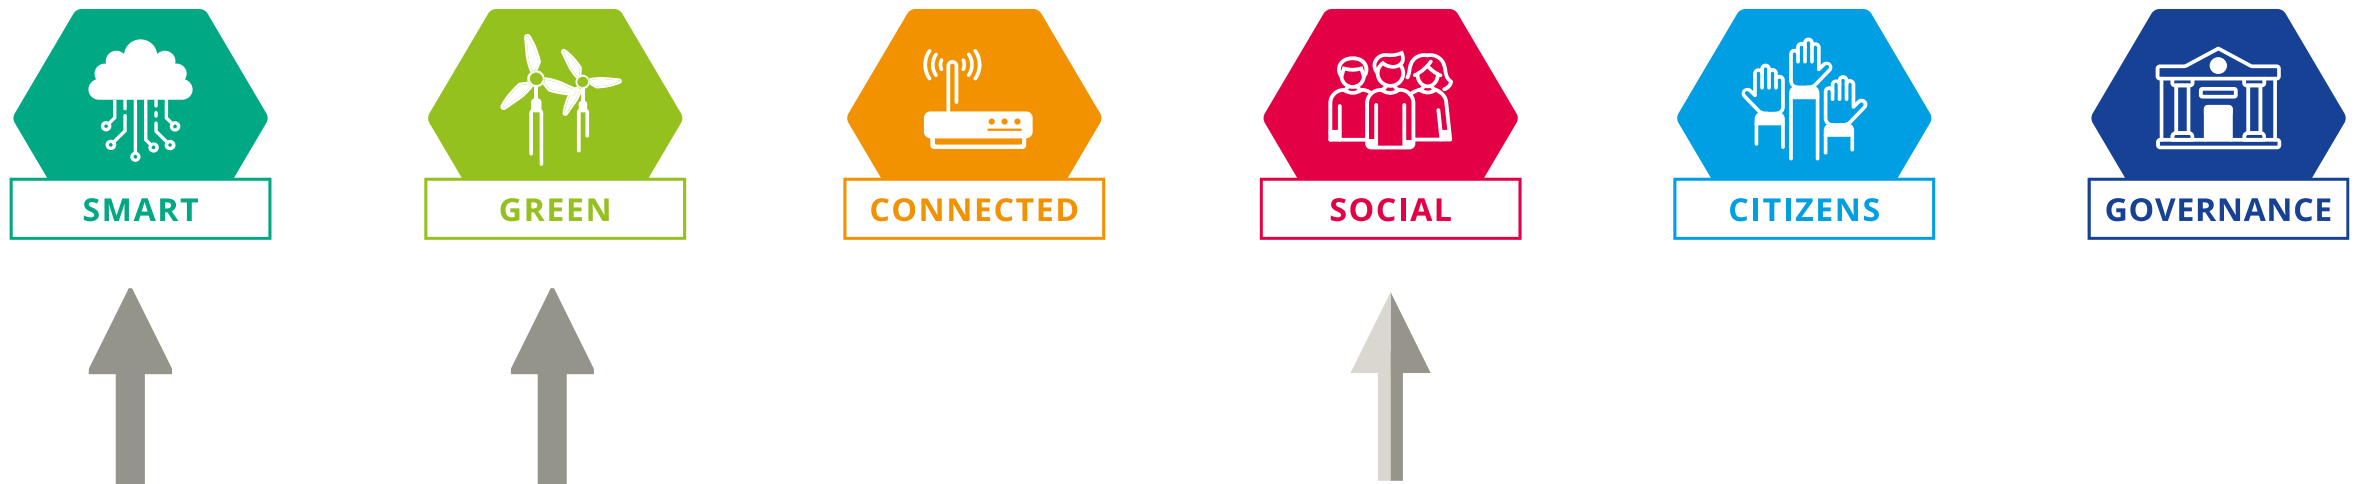 SMART
GREEN
CONNECTED
SOCIAL
CITIZENS
GOVERNANCE